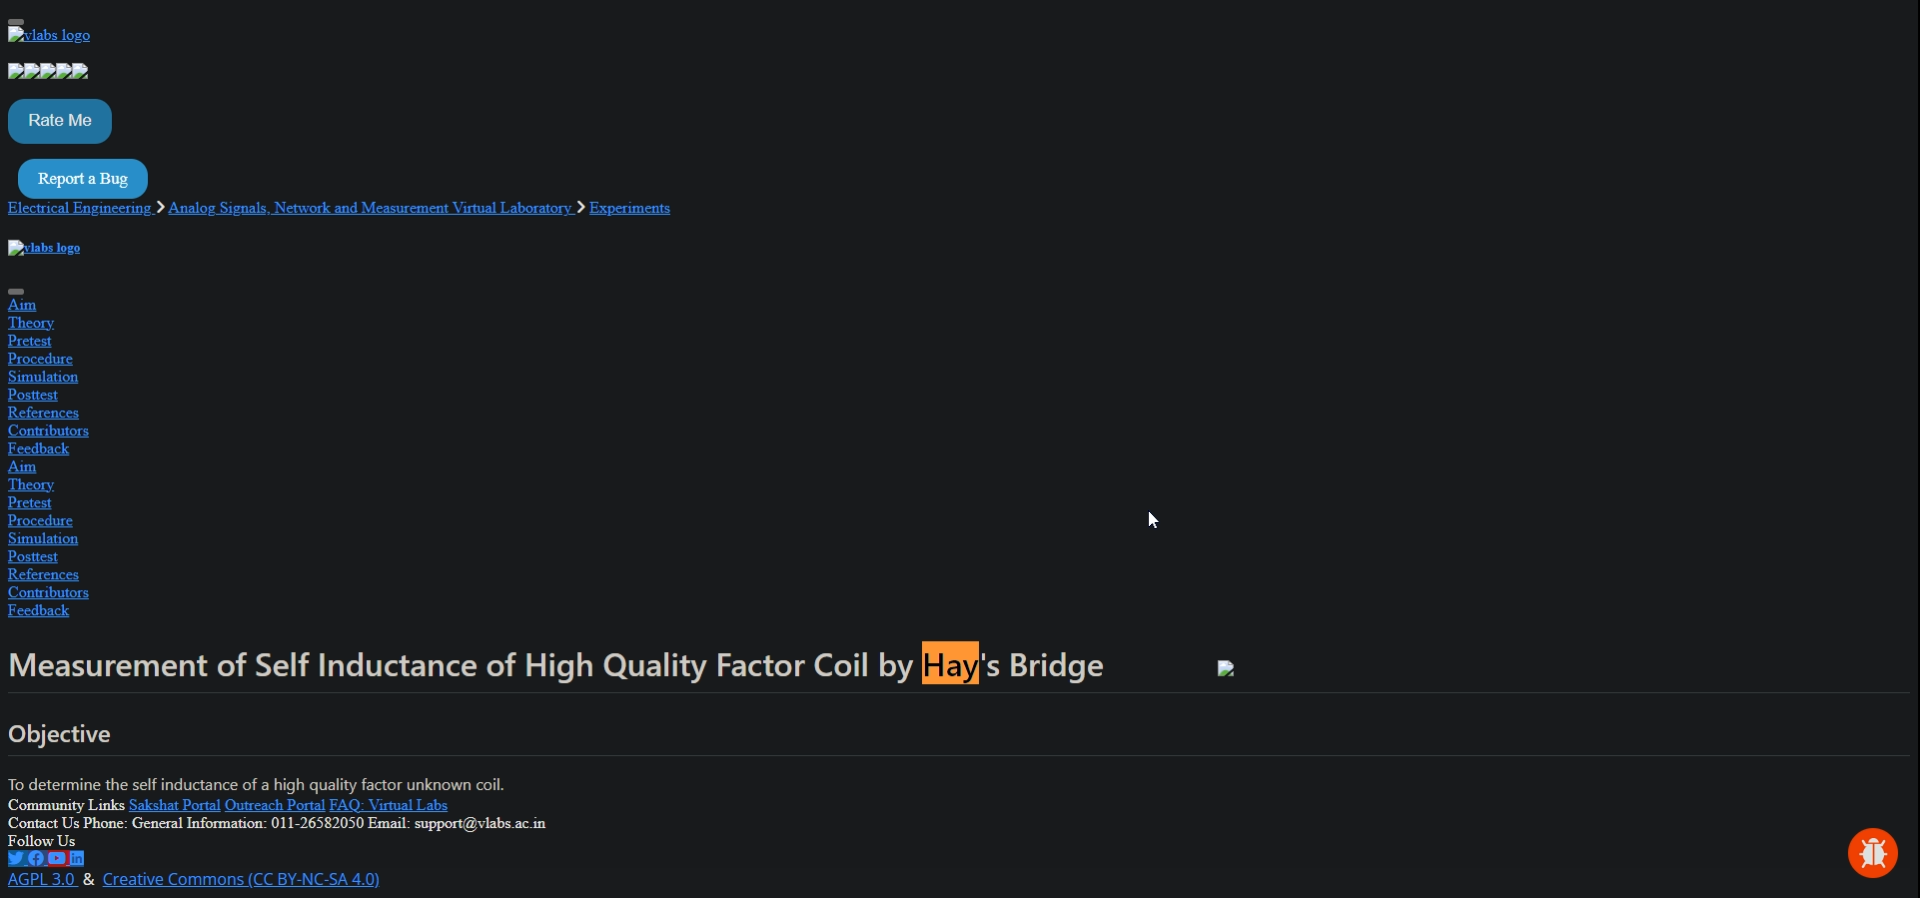 vlabs logo
Rate Me
Report a Bug
Electrical Engineering > Analog Signals, Network and Measurement Virtual Laboratory > Experiments
vlabs logo
Aim
Theory
Pretest
Procedure
Simulation
Posttest
References
Contributors
Feedback
Aim
Theory
Pretest
Procedure
Simulation
Posttest
References
Contributors
Feedback
Measurement of Self Inductance of High Quality Factor Coil by Hay's Bridge
Objective
To determine the self inductance of a high quality factor unknown coil.
Community Links Sakshat Portal Outreach Portal FAQ: Virtual Labs
Contact Us Phone: General Information: 011-26582050 Email: support@vlabs.ac.in
Follow Us
AGPL 3.0 & Creative Commons (CC BY-NC-SA 4.0)